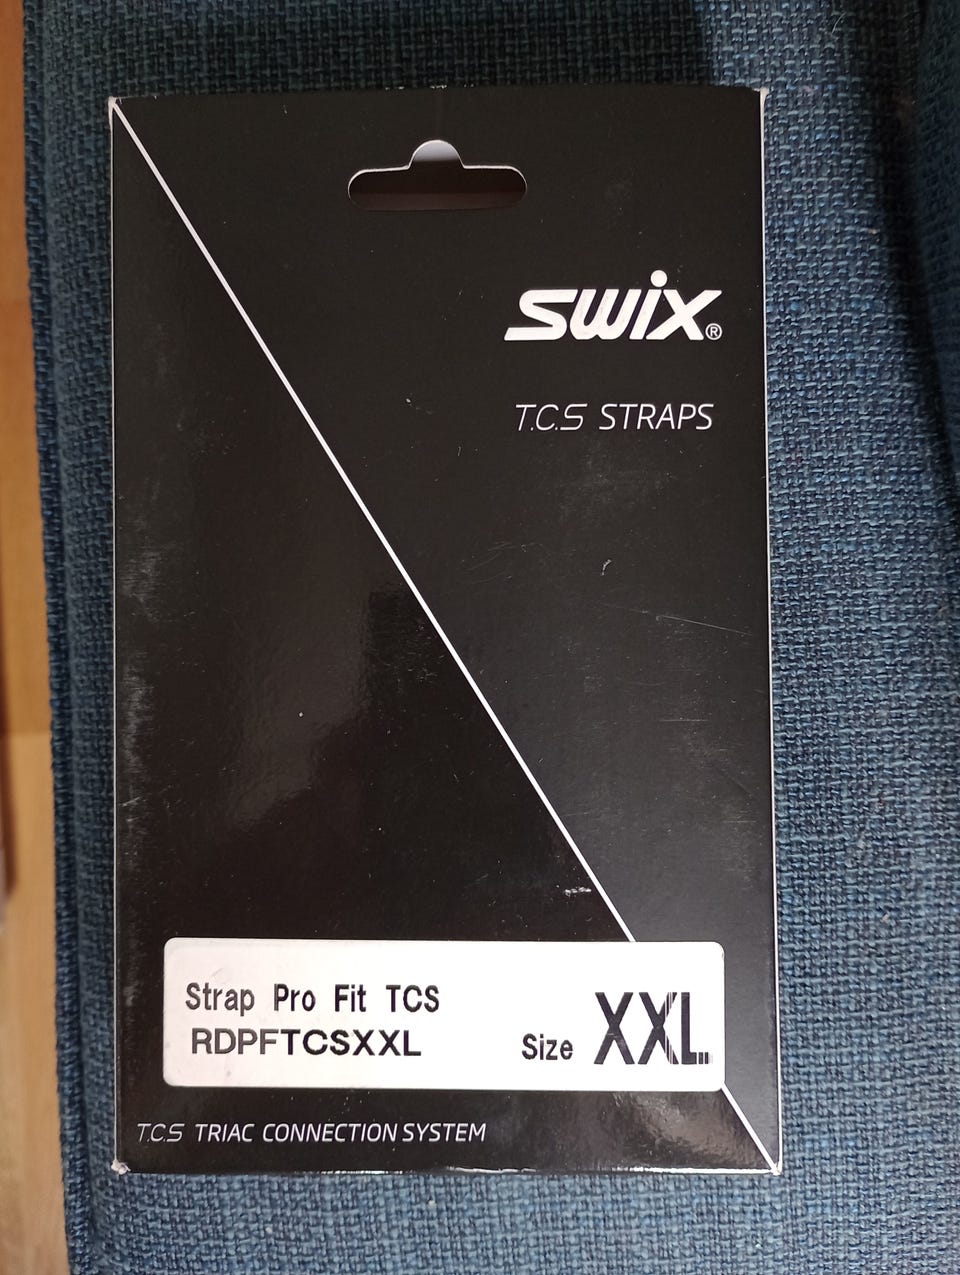 swix®
T.C.S STRAPS
Strap Pro Fit TCS
RDPFTCSXXL
Size XXL
T.C.S TRIAC CONNECTION SYSTEM